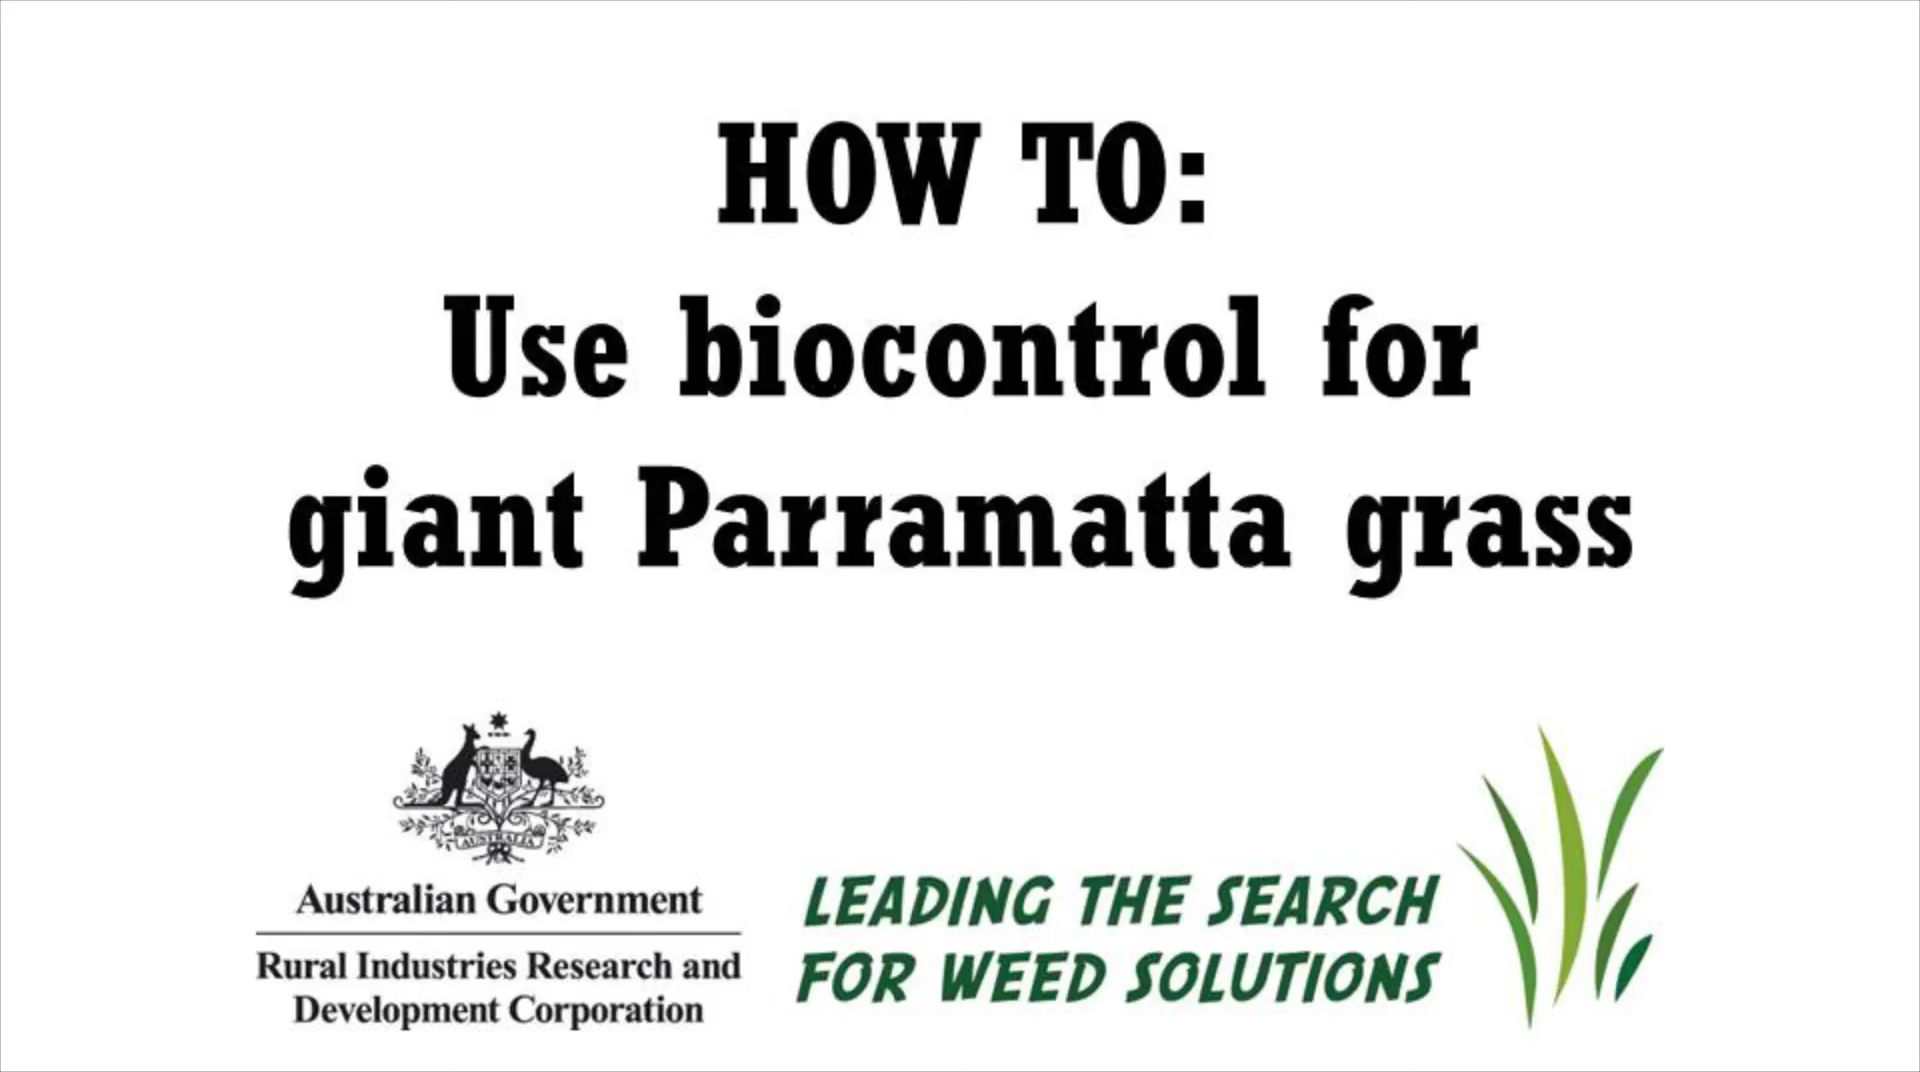 HOW TO:
Use biocontrol for
giant Parramatta grass
AUSTRALIA
Australian Government
Rural Industries Research and
Development Corporation
LEADING THE SEARCH
FOR WEED SOLUTIONS